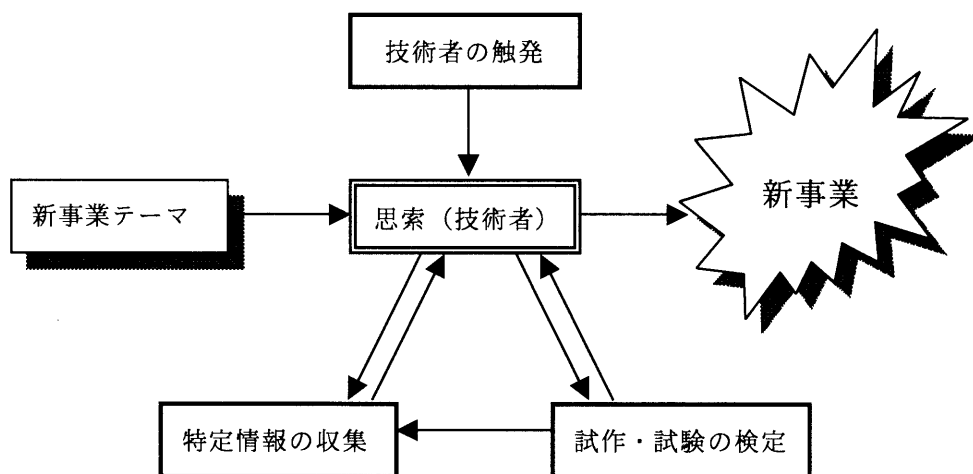 技術者の触発
新事業テーマ
思索（技術者）
新事業
特定情報の収集
試作・試験の検定